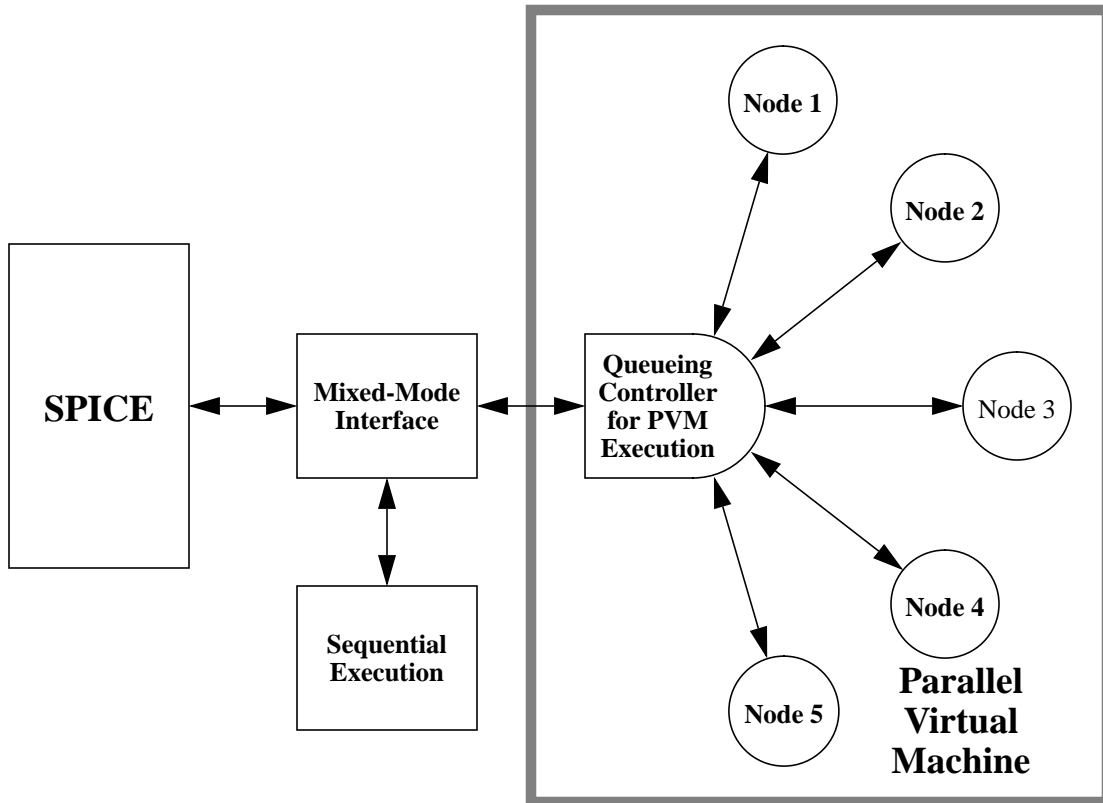 SPICE
Mixed-Mode
Interface
Sequential
Execution
Queueing
Controller
for PVM
Execution
Node 1
Node 2
Node 3
Node 4
Node 5
Parallel
Virtual
Machine